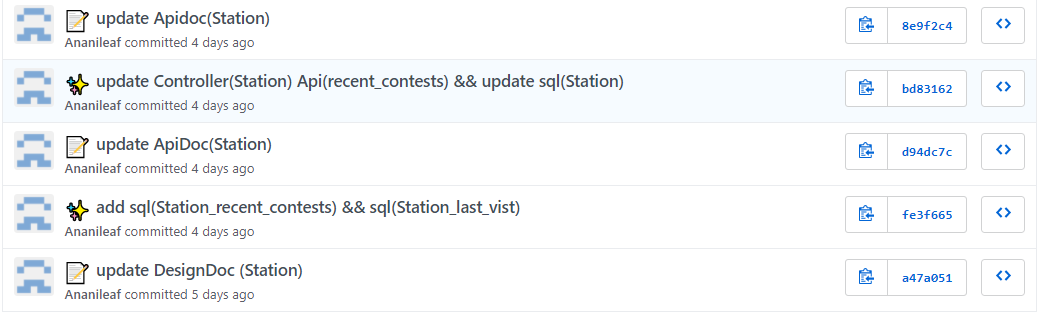 update Apidoc(Station)
Ananileaf committed 4 days ago
8e9f2c4
update Controller(Station) Api(recent_contests) && update sql(Station)
Ananileaf committed 4 days ago
bd83162
update ApiDoc(Station)
Ananileaf committed 4 days ago
d94dc7c
add sql(Station_recent_contests) && sql(Station_last_vist)
Ananileaf committed 4 days ago
fe3f665
update DesignDoc (Station)
Ananileaf committed 5 days ago
a47a051